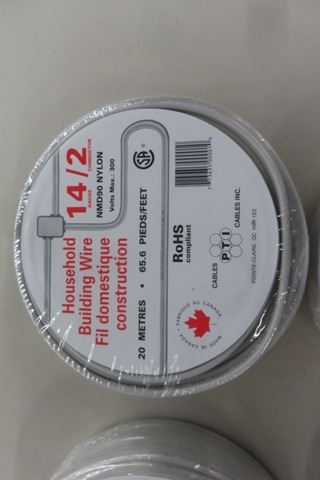 Household
Building Wire
Fil domestique
construction
14/2
GAUGE CONDUCTOR
NMD90 NYLON
Volts Max.: 300
20 METRES • 65.6 PIEDS/FEET
RoHS
compliant
CABLES PTI CABLES INC.
POINTE-CLAIRE, QC H9R 1E2
• FABRIQUÉ AU CANADA •
MADE IN CANADA